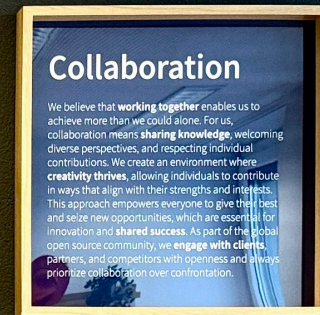 Collaboration
We believe that working together enables us to
achieve more than we could alone. For us,
collaboration means sharing knowledge, welcoming
diverse perspectives, and respecting individual
contributions. We create an environment where
creativity thrives, allowing individuals to contribute
in ways that align with their strengths and interests.
This approach empowers everyone to give their best
and seize new opportunities, which are essential for
innovation and shared success. As part of the global
open source community, we engage with clients,
partners, and competitors with openness and always
prioritize collaboration over confrontation.